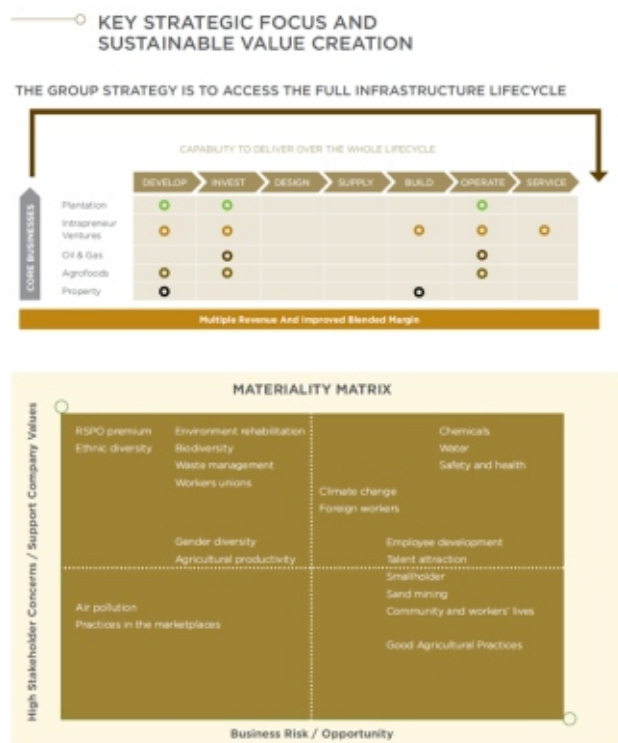 KEY STRATEGIC FOCUS AND
SUSTAINABLE VALUE CREATION
THE GROUP STRATEGY IS TO ACCESS THE FULL INFRASTRUCTURE LIFECYCLE
CAPABILITY TO DELIVER OVER THE WHOLE LIFECYCLE
DEVELOP INVEST DESIGN SUPPLY BUILD OPERATE SERVICE
CORE BUSINESSES
Plantation
Intrapreneur
Ventures
Oil & Gas
Agrofoods
Property
Multiple Revenue And Improved Blended Margin
MATERIALITY MATRIX
High Stakeholder Concerns / Support Company Values
RSPO premium
Ethnic diversity
Environment rehabilitation
Biodiversity
Waste management
Workers unions
Gender diversity
Agricultural productivity
Chemicals
Water
Safety and health
Climate change
Foreign workers
Employee development
Talent attraction
Air pollution
Practices in the marketplaces
Smallholder
Sand mining
Community and workers' lives
Good Agricultural Practices
Business Risk / Opportunity